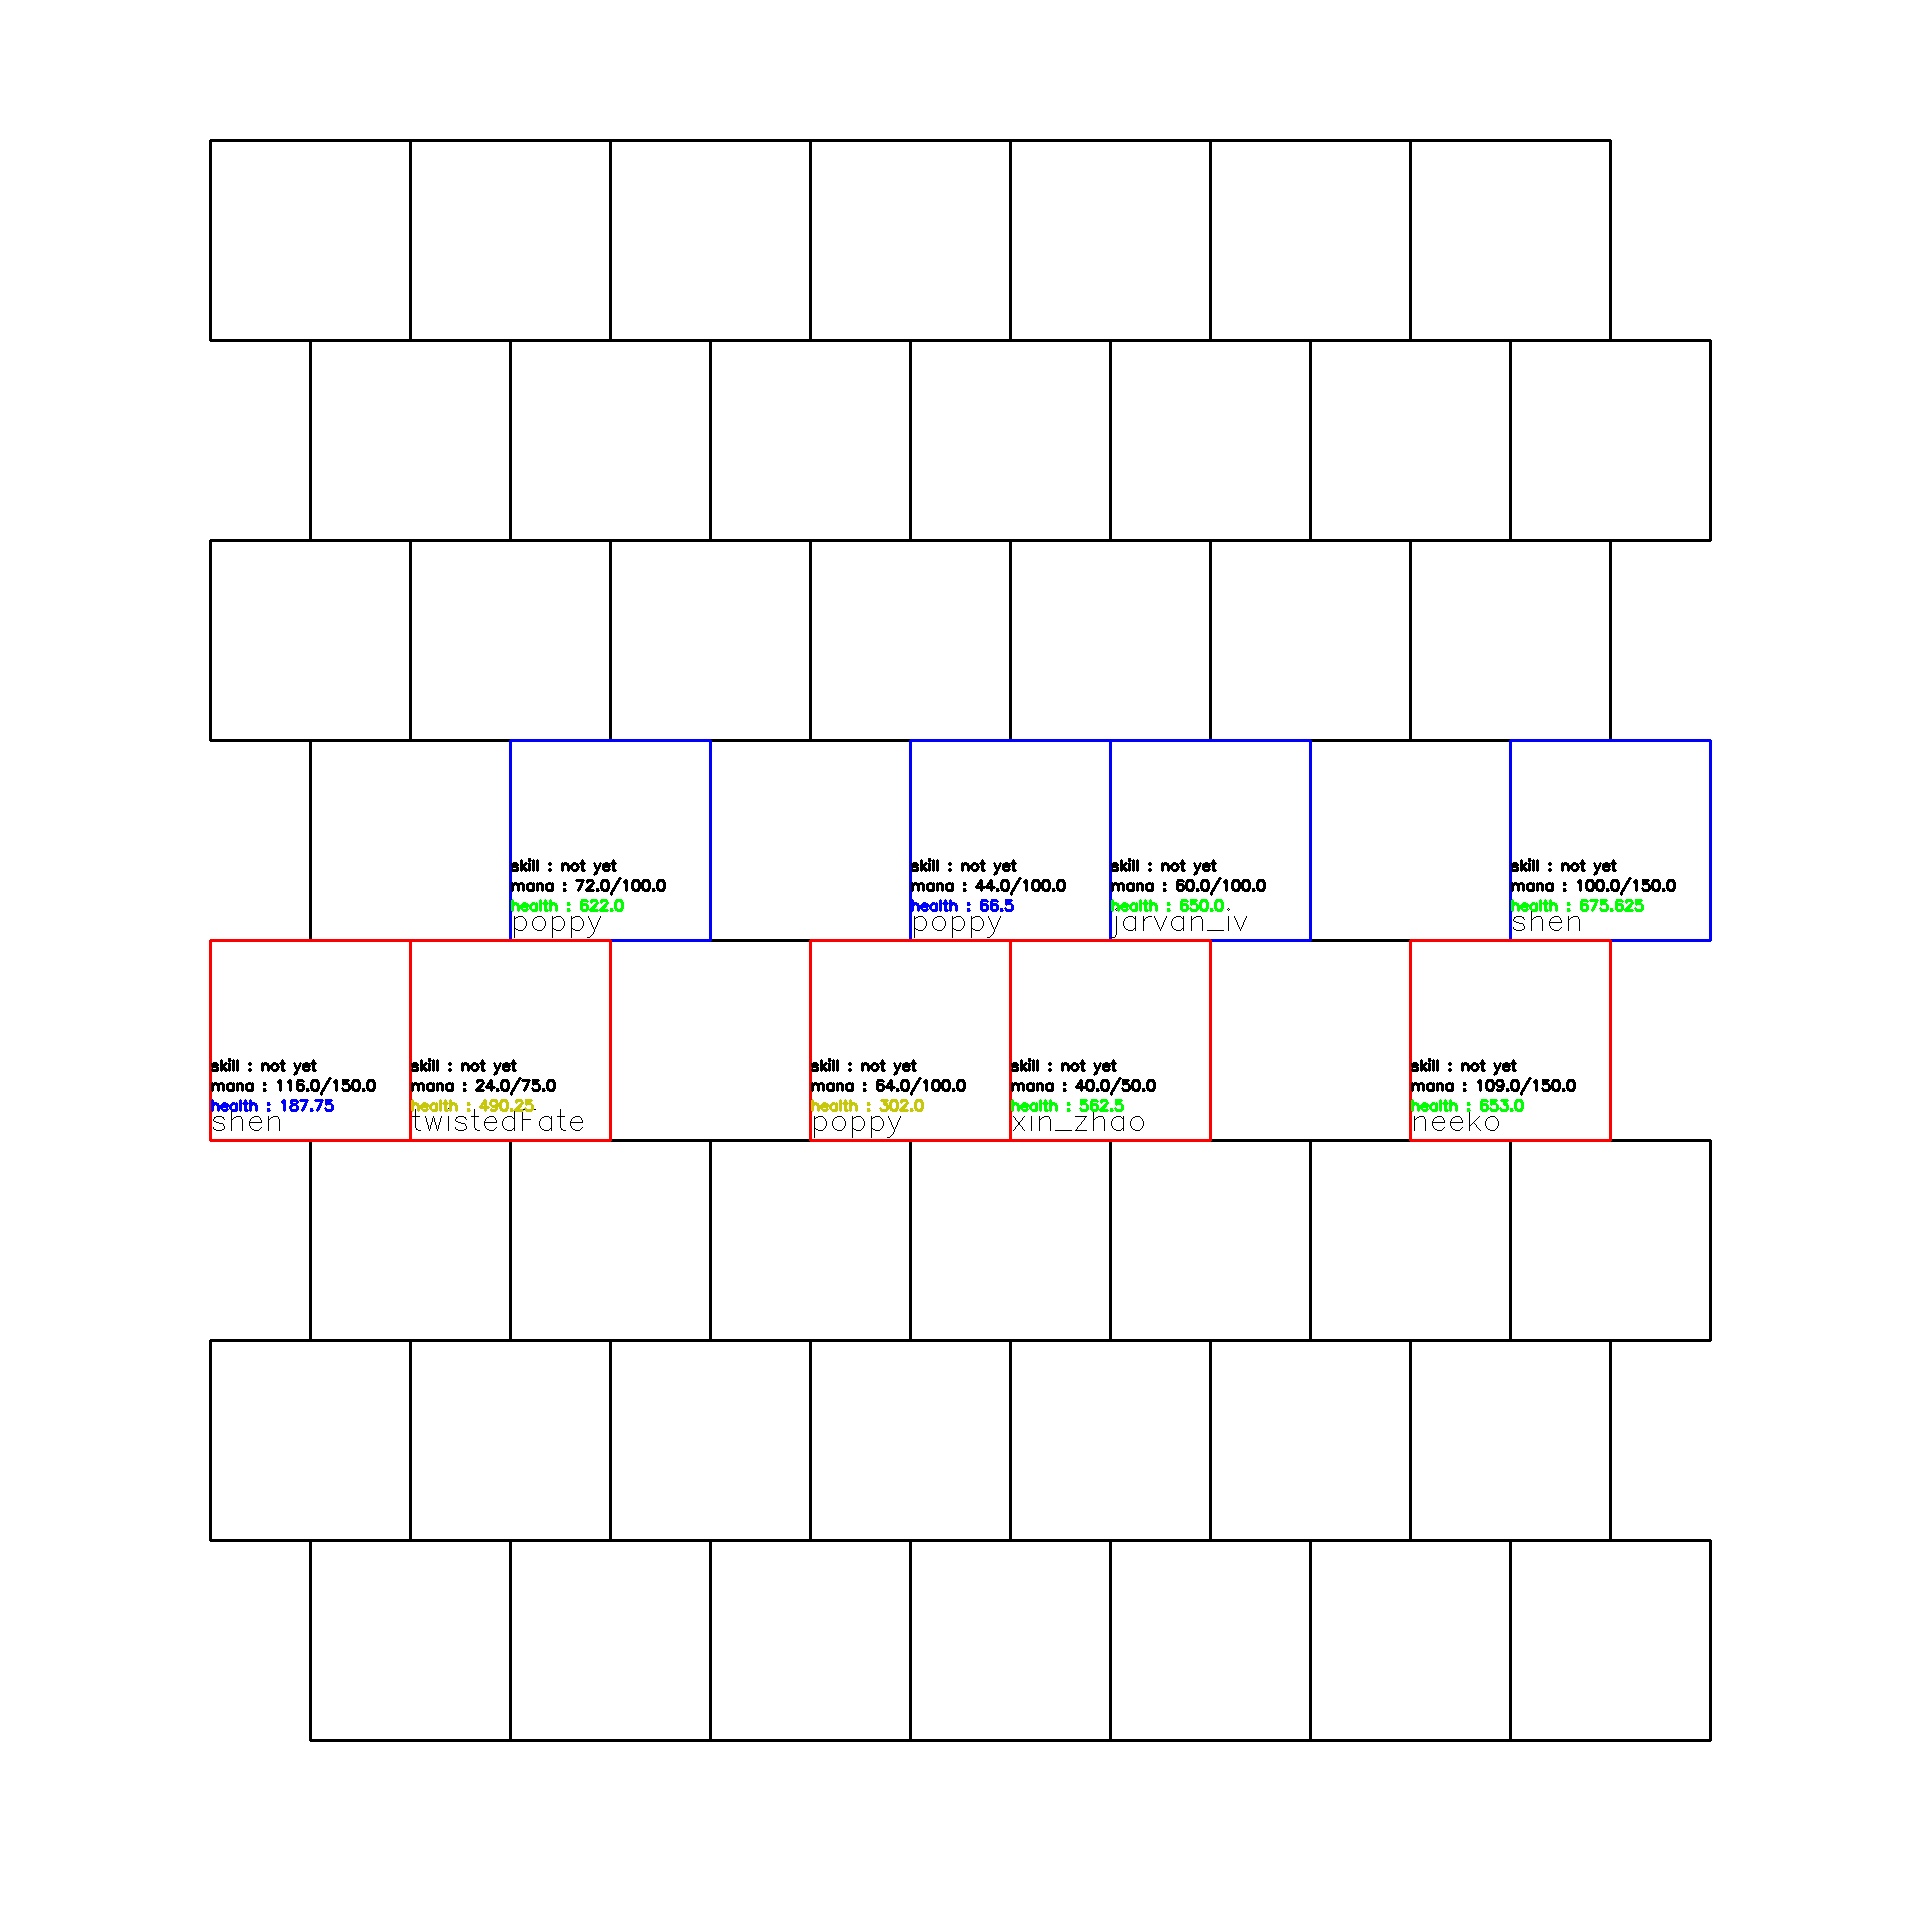 skill : not yet
mana : 72.0/100.0
health : 622.0
poppy
skill : not yet
mana : 44.0/100.0
health : 66.5
poppy
skill : not yet
mana : 60.0/100.0
health : 650.0
jarvan_iv
skill : not yet
mana : 100.0/150.0
health : 675.625
shen
skill : not yet
mana : 116.0/150.0
health : 187.75
shen
skill : not yet
mana : 24.0/75.0
health : 490.25
twistedFate
skill : not yet
mana : 64.0/100.0
health : 302.0
poppy
skill : not yet
mana : 40.0/50.0
health : 562.5
xin_zhao
skill : not yet
mana : 109.0/150.0
health : 653.0
neeko